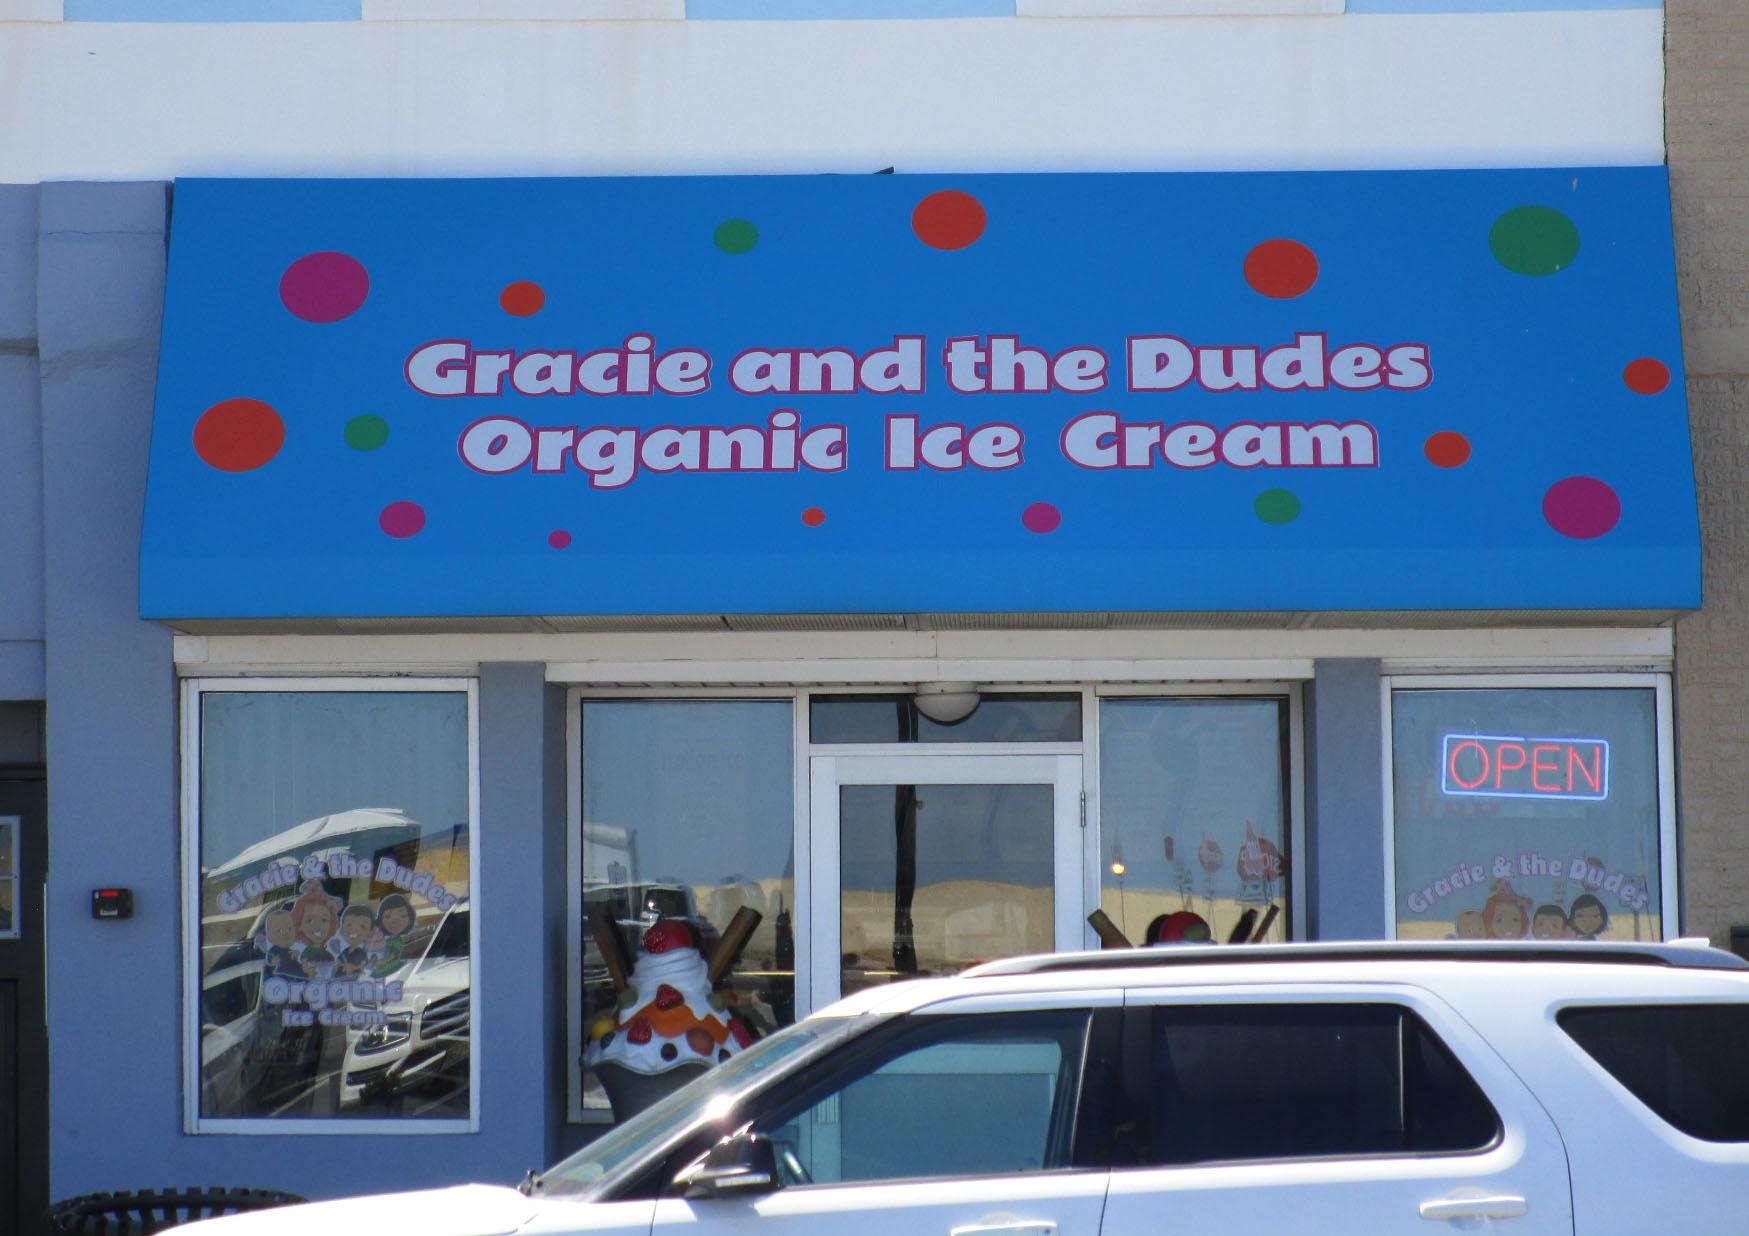 Gracie and the Dudes
Organic Ice Cream
OPEN
Gracie & the Dudes
Organic
Ice Cream
Gracie & the Dudes